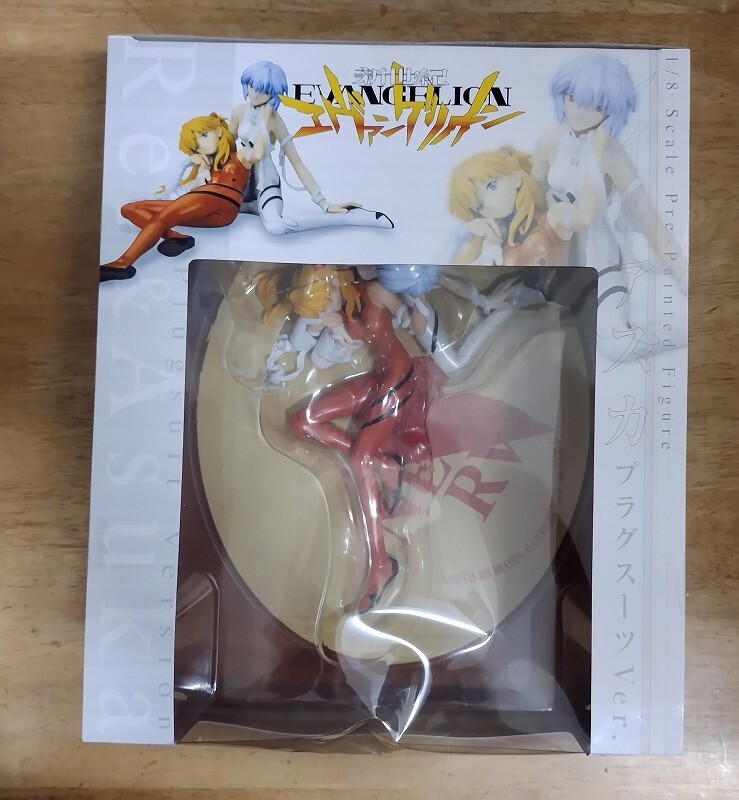 新世紀
EVANGELION
エヴァンゲリオン
1/8 Scale Pre-Painted Figure
Rei & Asuka
plugsuit version
アスカ
プラグスーツVer.
NERV